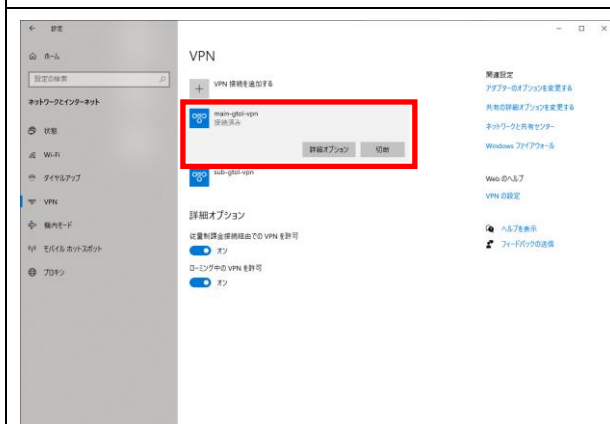 ← 設定
ホーム
設定の検索
ネットワークとインターネット
状態
Wi-Fi
ダイヤルアップ
VPN
機内モード
モバイル ホットスポット
プロキシ
VPN
VPN 接続を追加する
main-gtol-vpn
接続済み
詳細オプション 切断
sub-gtol-vpn
詳細オプション
従量制課金接続経由での VPN を許可
オン
ローミング中の VPN を許可
オン
関連設定
アダプターのオプションを変更する
共有の詳細オプションを変更する
ネットワークと共有センター
Windows ファイアウォール
Web のヘルプ
VPN の設定
ヘルプを表示
フィードバックの送信